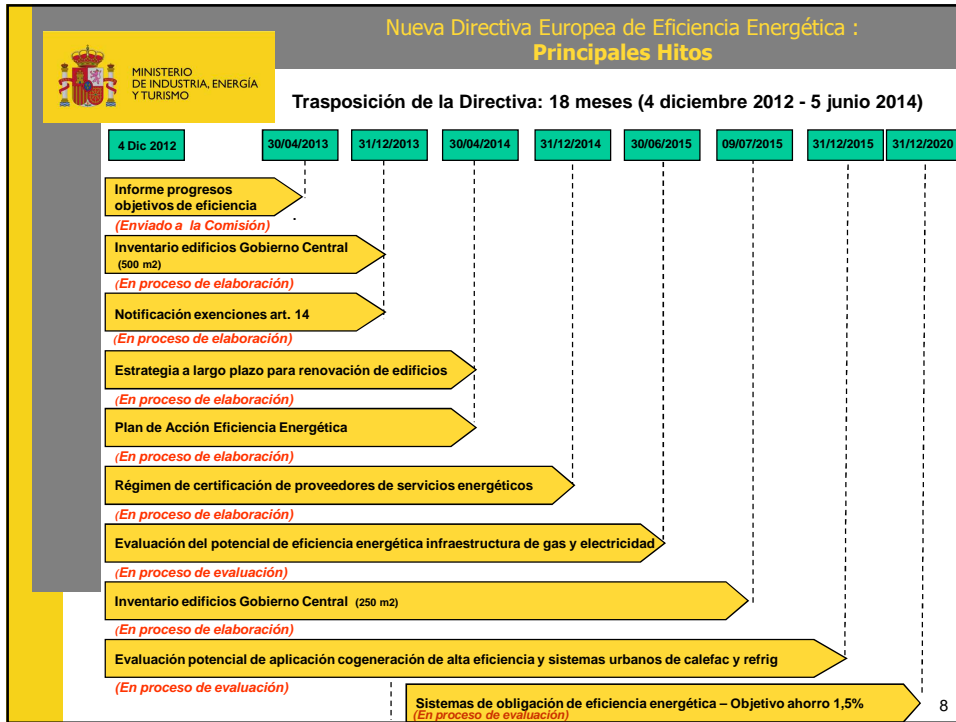 Nueva Directiva Europea de Eficiencia Energética :
Principales Hitos
MINISTERIO
DE INDUSTRIA, ENERGÍA
Y TURISMO
Trasposición de la Directiva: 18 meses (4 diciembre 2012 - 5 junio 2014)
4 Dic 2012 30/04/2013 31/12/2013 30/04/2014 31/12/2014 30/06/2015 09/07/2015 31/12/2015 31/12/2020
Informe progresos
objetivos de eficiencia
(Enviado a la Comisión)
Inventario edificios Gobierno Central
(500 m2)
(En proceso de elaboración)
Notificación exenciones art. 14
(En proceso de elaboración)
Estrategia a largo plazo para renovación de edificios
(En proceso de elaboración)
Plan de Acción Eficiencia Energética
(En proceso de elaboración)
Régimen de certificación de proveedores de servicios energéticos
(En proceso de elaboración)
Evaluación del potencial de eficiencia energética infraestructura de gas y electricidad
(En proceso de evaluación)
Inventario edificios Gobierno Central (250 m2)
(En proceso de elaboración)
Evaluación potencial de aplicación cogeneración de alta eficiencia y sistemas urbanos de calefac y refrig
(En proceso de evaluación)
Sistemas de obligación de eficiencia energética – Objetivo ahorro 1,5%
(En proceso de evaluación)
8